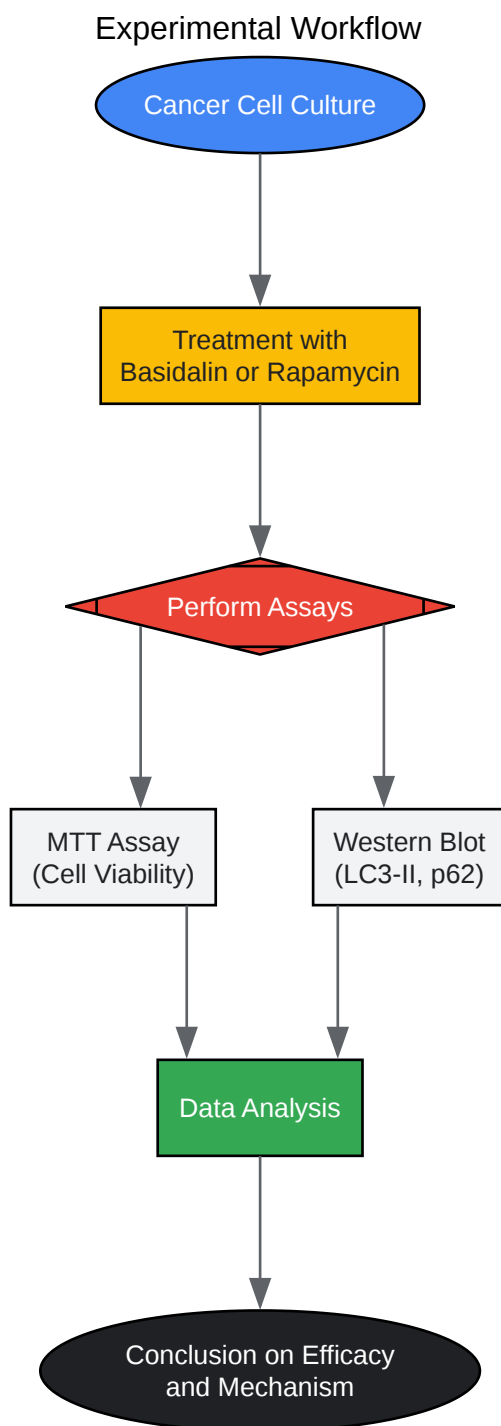 Experimental Workflow
Cancer Cell Culture
Treatment with
Basidalin or Rapamycin
Perform Assays
MTT Assay
(Cell Viability)
Western Blot
(LC3-II, p62)
Data Analysis
Conclusion on Efficacy
and Mechanism